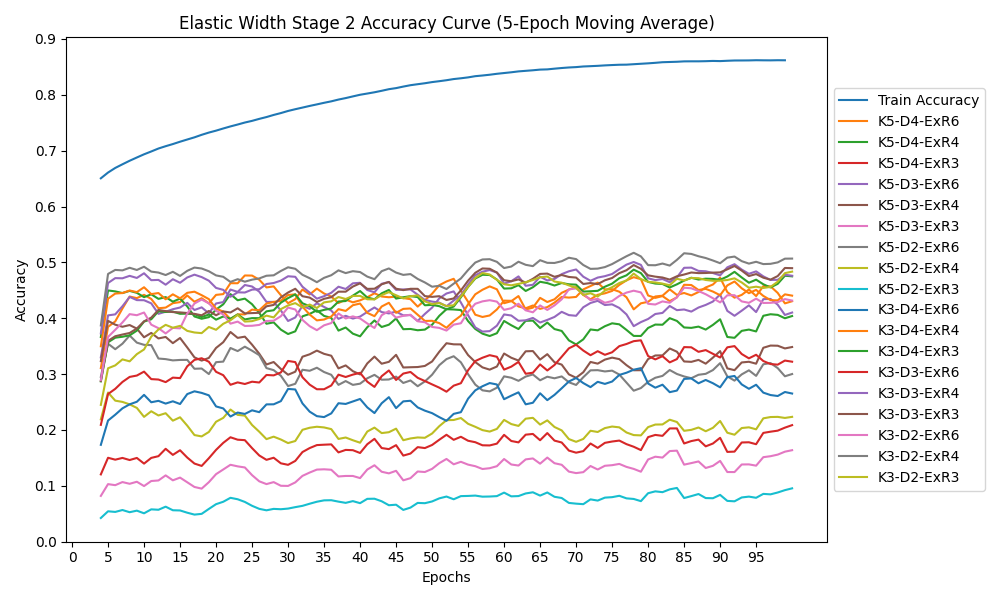 Elastic Width Stage 2 Accuracy Curve (5-Epoch Moving Average)
Accuracy
0.9
0.8
0.7
0.6
0.5
0.4
0.3
0.2
0.1
0.0
0 5 10 15 20 25 30 35 40 45 50 55 60 65 70 75 80 85 90 95
Epochs
Train Accuracy
K5-D4-ExR6
K5-D4-ExR4
K5-D4-ExR3
K5-D3-ExR6
K5-D3-ExR4
K5-D3-ExR3
K5-D2-ExR6
K5-D2-ExR4
K5-D2-ExR3
K3-D4-ExR6
K3-D4-ExR4
K3-D4-ExR3
K3-D3-ExR6
K3-D3-ExR4
K3-D3-ExR3
K3-D2-ExR6
K3-D2-ExR4
K3-D2-ExR3